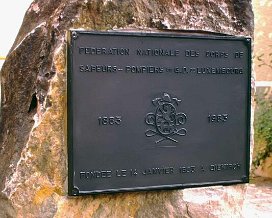 FEDERATION NATIONALE DES CORPS DE
SAPEURS-POMPIERS - G.D. - LUXEMBOURG
1883 1983
FONDEE LE 14 JANVIER 1883 A DIEKIRCH